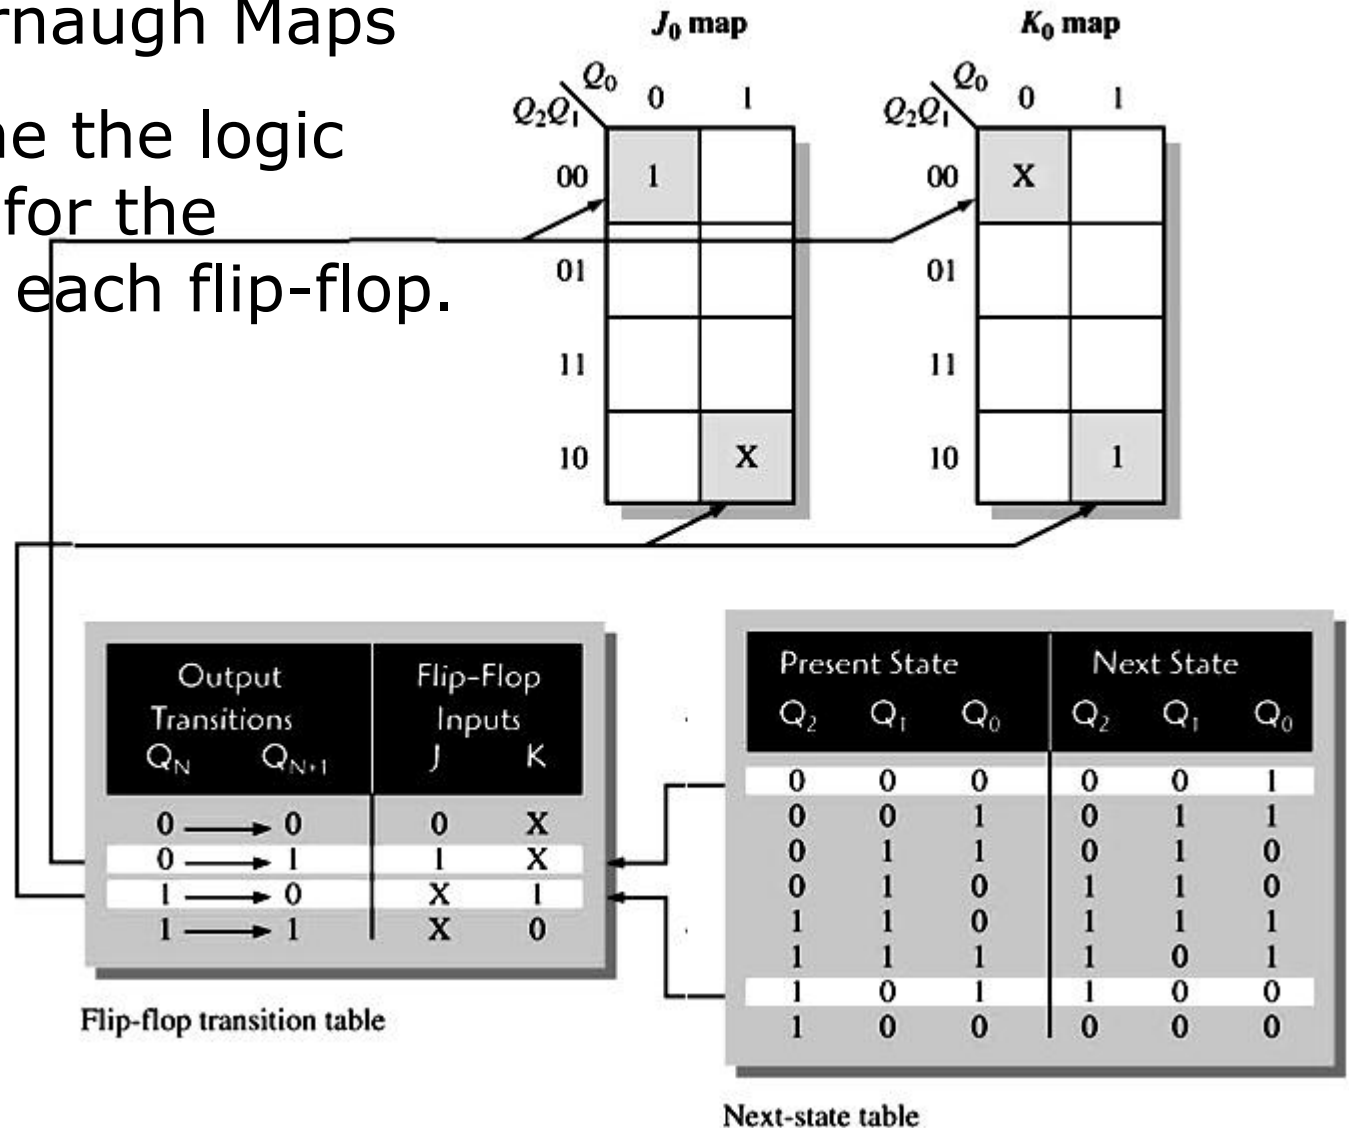 rnaugh Maps
ne the logic
for the
each flip-flop.
J₀ map
Q₀
Q₂Q₁
0 1
00 1
01
11
10 X
K₀ map
Q₀
Q₂Q₁
0 1
00 X
01
11
10 1
Output Flip-Flop
Transitions Inputs
Q_N Q_N+1 J K
0 → 0 0 X
0 → 1 1 X
1 → 0 X 1
1 → 1 X 0
Flip-flop transition table
Present State Next State
Q₂ Q₁ Q₀ Q₂ Q₁ Q₀
0 0 0 0 0 1
0 0 1 0 1 1
0 1 1 0 1 0
0 1 0 1 1 0
1 1 0 1 1 1
1 1 1 1 0 1
1 0 1 1 0 0
1 0 0 0 0 0
Next-state table